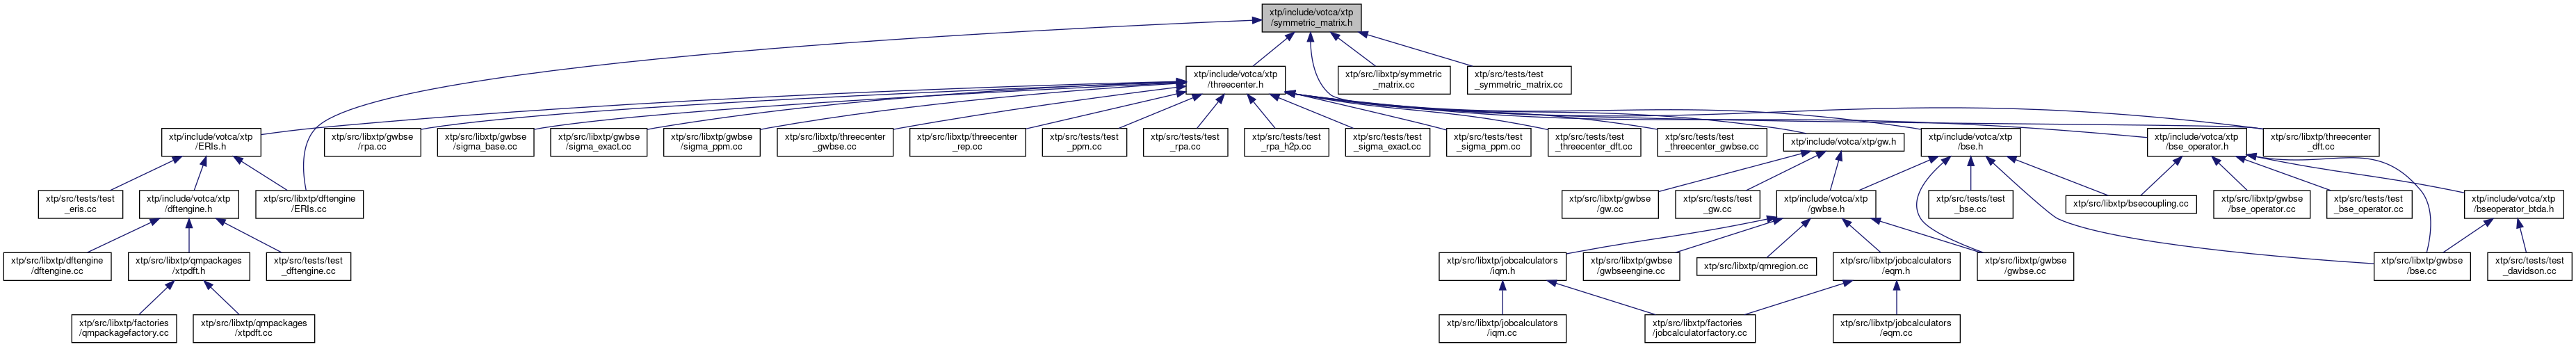 xtp/include/votca/xtp
/symmetric_matrix.h
xtp/include/votca/xtp
/threecenter.h
xtp/src/libxtp/symmetric
_matrix.cc
xtp/src/tests/test
_symmetric_matrix.cc
xtp/include/votca/xtp
/ERIs.h
xtp/src/libxtp/gwbse
/rpa.cc
xtp/src/libxtp/gwbse
/sigma_base.cc
xtp/src/libxtp/gwbse
/sigma_exact.cc
xtp/src/libxtp/gwbse
/sigma_ppm.cc
xtp/src/libxtp/threecenter
_gwbse.cc
xtp/src/libxtp/threecenter
_rep.cc
xtp/src/tests/test
_ppm.cc
xtp/src/tests/test
_rpa.cc
xtp/src/tests/test
_rpa_h2p.cc
xtp/src/tests/test
_sigma_exact.cc
xtp/src/tests/test
_sigma_ppm.cc
xtp/src/tests/test
_threecenter_dft.cc
xtp/src/tests/test
_threecenter_gwbse.cc
xtp/include/votca/xtp/gw.h
xtp/include/votca/xtp
/bse.h
xtp/include/votca/xtp
/bse_operator.h
xtp/src/libxtp/threecenter
_dft.cc
xtp/src/tests/test
_eris.cc
xtp/include/votca/xtp
/dftengine.h
xtp/src/libxtp/dftengine
/ERIs.cc
xtp/src/libxtp/gwbse
/gw.cc
xtp/src/tests/test
_gw.cc
xtp/include/votca/xtp
/gwbse.h
xtp/src/tests/test
_bse.cc
xtp/src/libxtp/bsecoupling.cc
xtp/src/libxtp/gwbse
/bse_operator.cc
xtp/src/tests/test
_bse_operator.cc
xtp/include/votca/xtp
/bseoperator_btda.h
xtp/src/libxtp/dftengine
/dftengine.cc
xtp/src/libxtp/qmpackages
/xtpdft.h
xtp/src/tests/test
_dftengine.cc
xtp/src/libxtp/jobcalculators
/iqm.h
xtp/src/libxtp/gwbse
/gwbseengine.cc
xtp/src/libxtp/qmregion.cc
xtp/src/libxtp/jobcalculators
/eqm.h
xtp/src/libxtp/gwbse
/gwbse.cc
xtp/src/libxtp/gwbse
/bse.cc
xtp/src/tests/test
_davidson.cc
xtp/src/libxtp/factories
/qmpackagefactory.cc
xtp/src/libxtp/qmpackages
/xtpdft.cc
xtp/src/libxtp/jobcalculators
/iqm.cc
xtp/src/libxtp/factories
/jobcalculatorfactory.cc
xtp/src/libxtp/jobcalculators
/eqm.cc